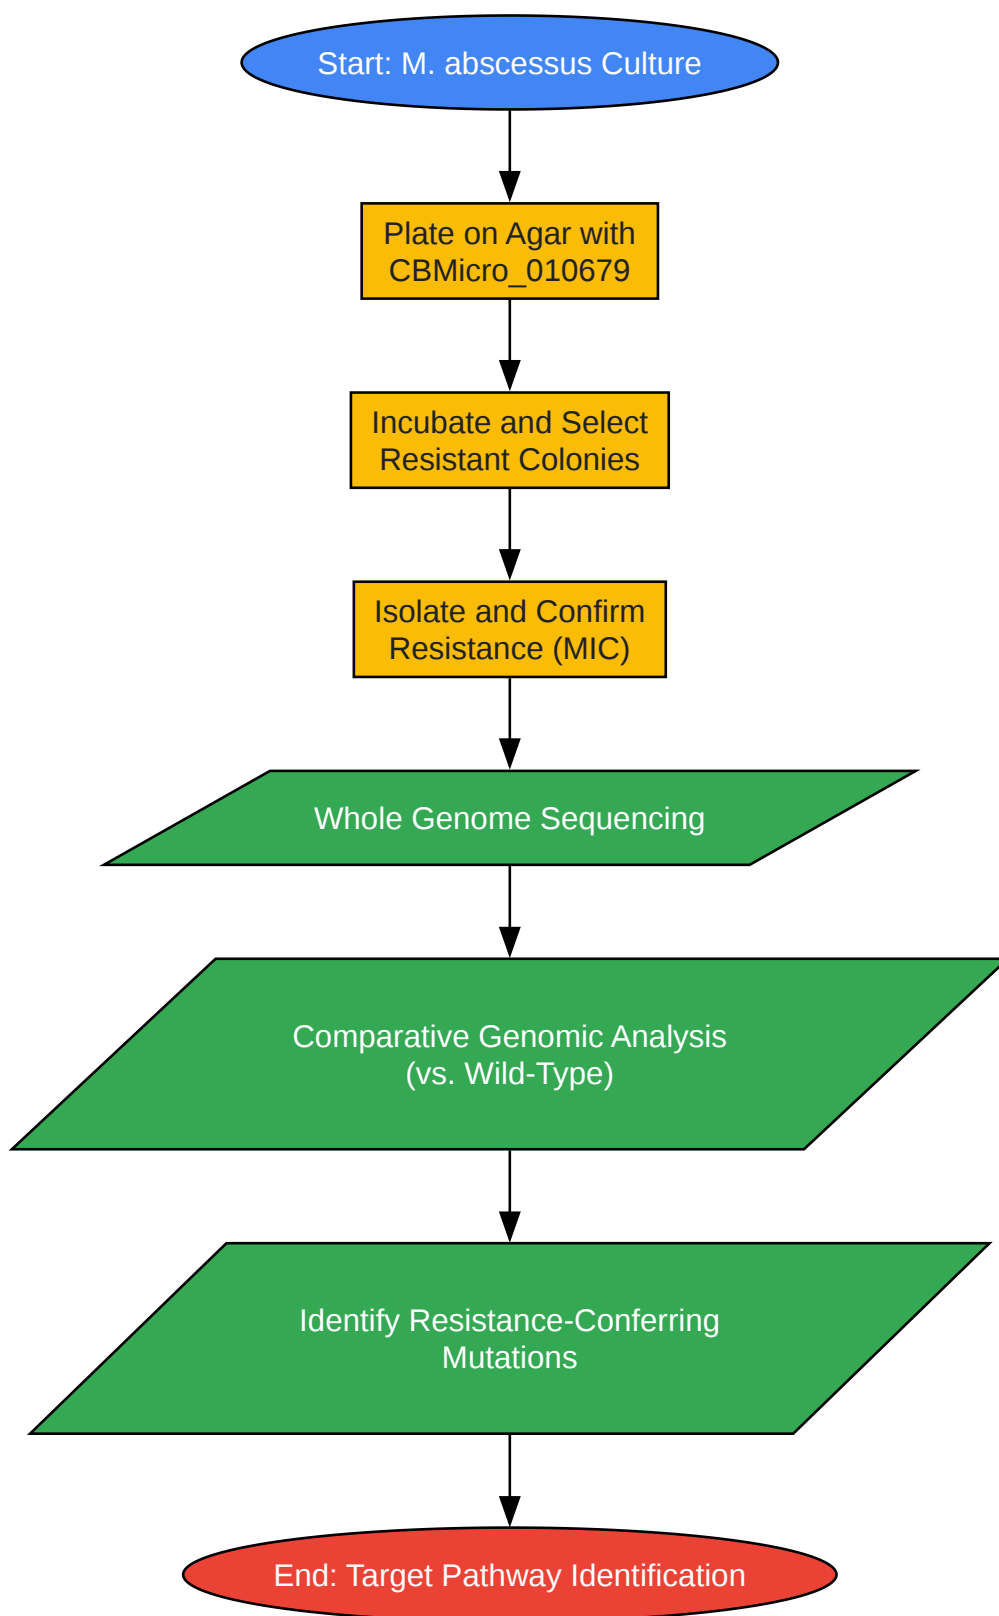 Start: M. abscessus Culture
Plate on Agar with
CBMicro_010679
Incubate and Select
Resistant Colonies
Isolate and Confirm
Resistance (MIC)
Whole Genome Sequencing
Comparative Genomic Analysis
(vs. Wild-Type)
Identify Resistance-Conferring
Mutations
End: Target Pathway Identification